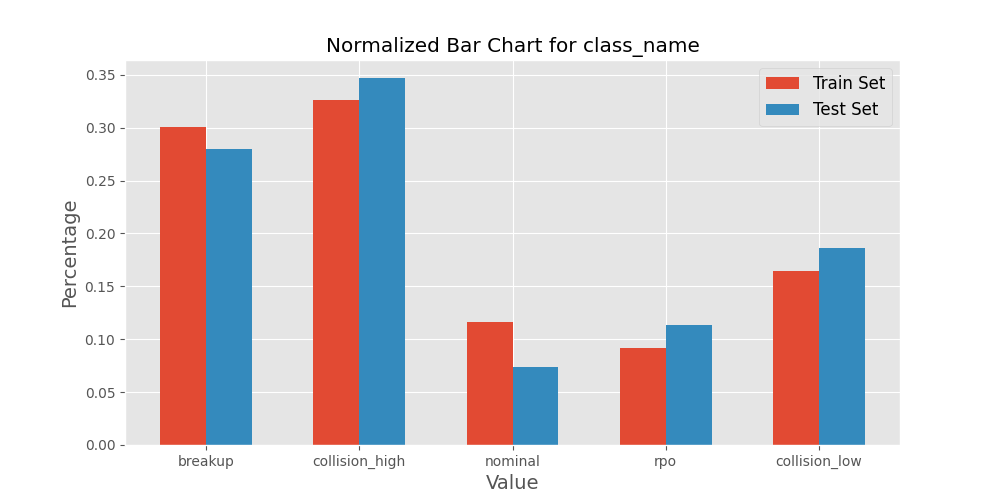 Normalized Bar Chart for class_name
Train Set
Test Set
Percentage
0.35
0.30
0.25
0.20
0.15
0.10
0.05
0.00
breakup
collision_high
nominal
rpo
collision_low
Value